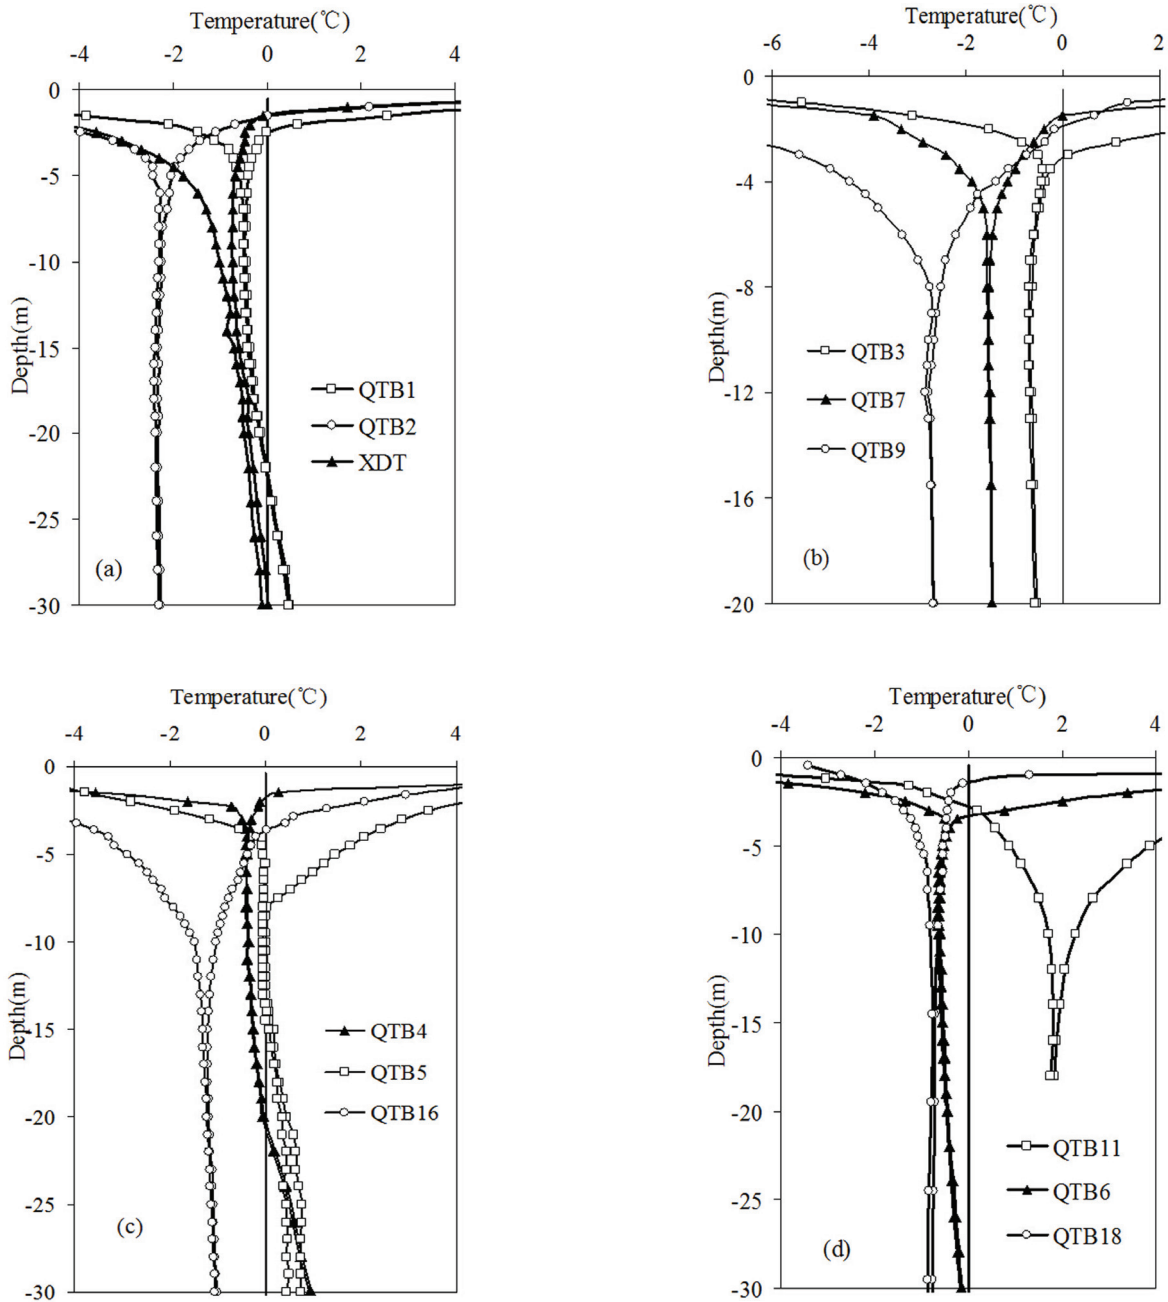 Temperature(℃)
-4 -2 0 2 4
0
-5
-10
-15
-20
-25
-30
Depth(m)
QTB1
QTB2
XDT
(a)
Temperature(℃)
-6 -4 -2 0 2
0
-4
-8
-12
-16
-20
Depth(m)
QTB3
QTB7
QTB9
(b)
Temperature(℃)
-4 -2 0 2 4
0
-5
-10
-15
-20
-25
-30
Depth(m)
QTB4
QTB5
QTB16
(c)
Temperature(℃)
-4 -2 0 2 4
0
-5
-10
-15
-20
-25
-30
Depth(m)
QTB11
QTB6
QTB18
(d)